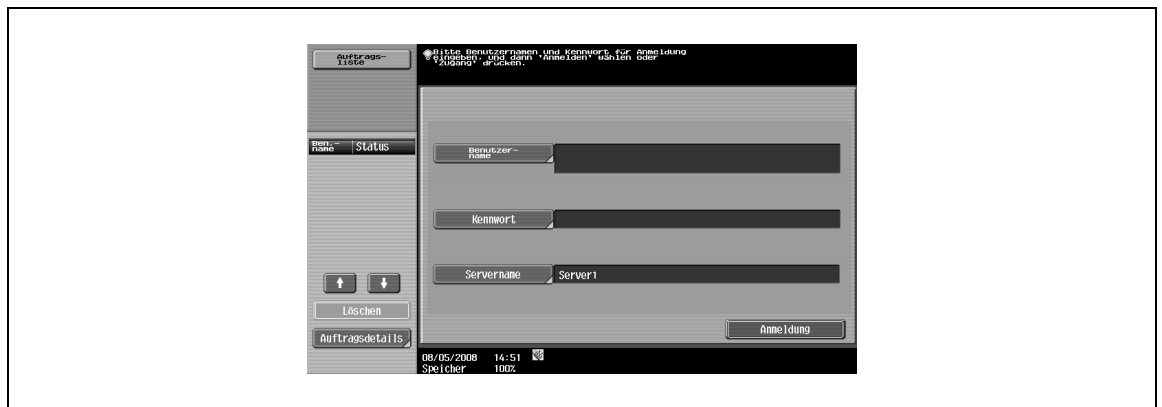 Auftrags-
liste
Bitte Benutzernamen und Kennwort für Anmeldung
eingeben, und dann 'Anmelden' wählen oder
'Zugang' drücken.
Ben.-
name
Status
Benutzer-
name
Kennwort
Servername
Server1
Löschen
Auftragsdetails
Anmeldung
08/05/2008 14:51
Speicher 100%